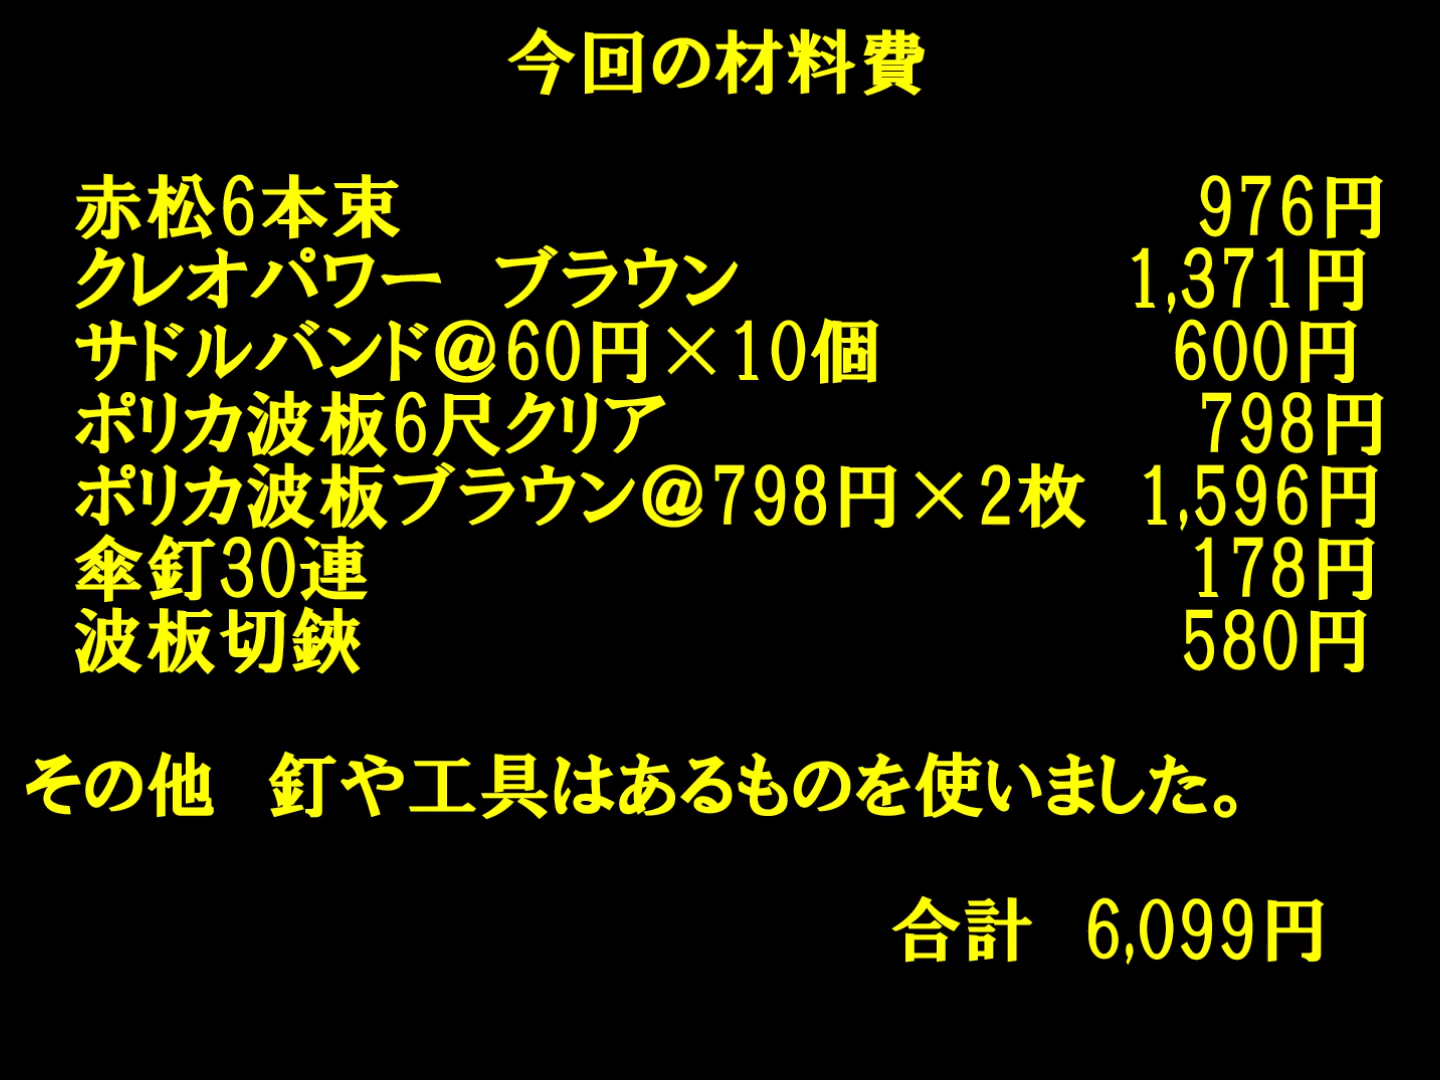 今回の材料費
赤松6本束 976円
クレオパワー ブラウン 1,371円
サドルバンド@60円×10個 600円
ポリカ波板6尺クリア 798円
ポリカ波板ブラウン@798円×2枚 1,596円
傘釘30連 178円
波板切鋏 580円
その他 釘や工具はあるものを使いました。
合計 6,099円